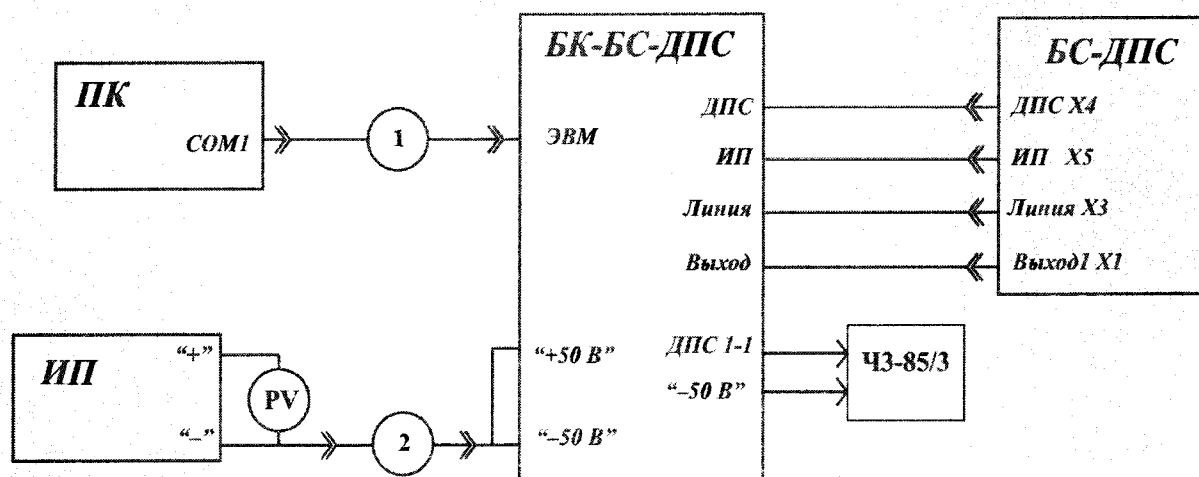 ПК
COM1
1
ЭВМ
БК-БС-ДПС
ДПС
ИП
Линия
Выход
БС-ДПС
ДПС X4
ИП X5
Линия X3
Выход1 X1
ИП
“+”
“–”
PV
2
“+50 В”
“–50 В”
ДПС 1-1
“–50 В”
ЧЗ-85/3